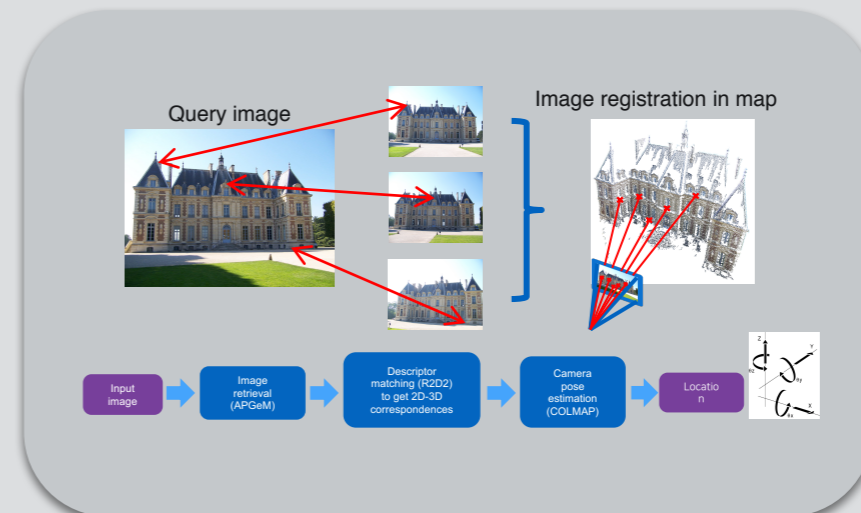 Query image
Image registration in map
Input
image
Image
retrieval
(APGeM)
Descriptor
matching (R2D2)
to get 2D-3D
correspondences
Camera
pose
estimation
(COLMAP)
Locatio
n
Z
Y
X